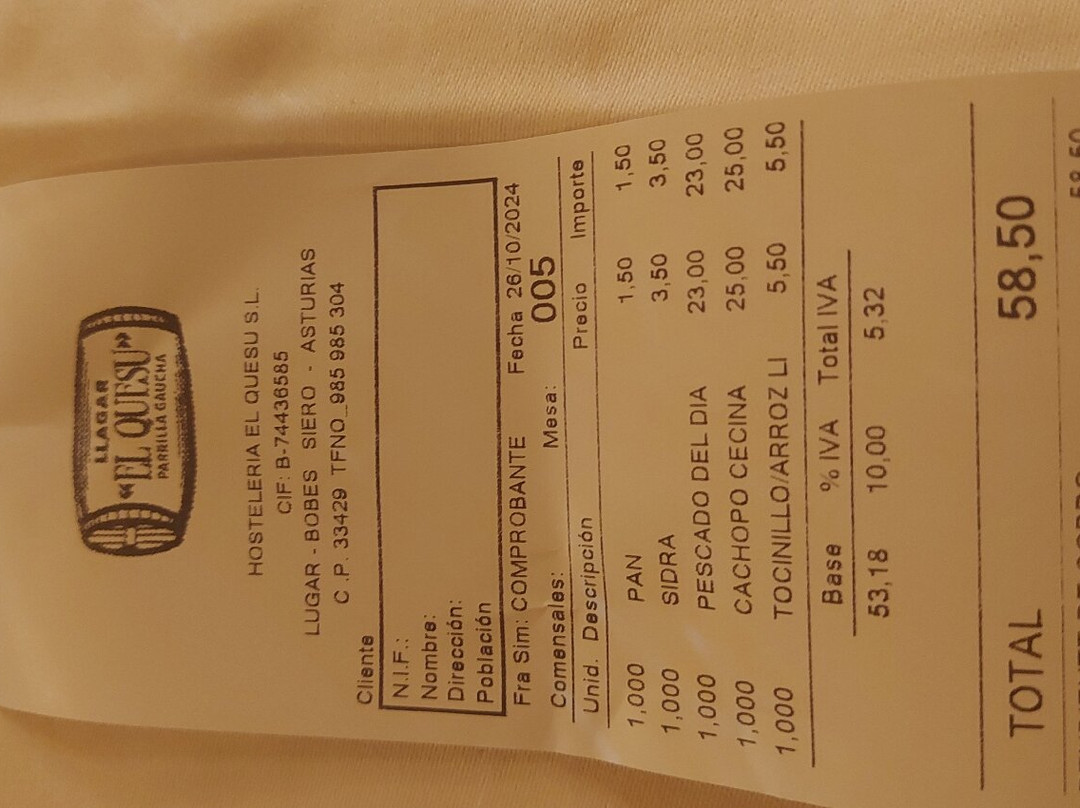 LLAGAR
"EL QUESU"
PARRILLA GAUCHA
HOSTELERIA EL QUESU S.L.
CIF: B-74436585
LUGAR - BOBES SIERO - ASTURIAS
C .P. 33429 TFNO_985 985 304
Cliente
N.I.F.:
Nombre:
Dirección:
Población
Fra Sim: COMPROBANTE Fecha 26/10/2024
Comensales: Mesa: 005
Unid. Descripción Precio Importe
1,000 PAN 1,50 1,50
1,000 SIDRA 3,50 3,50
1,000 PESCADO DEL DIA 23,00 23,00
1,000 CACHOPO CECINA 25,00 25,00
1,000 TOCINILLO/ARROZ LI 5,50 5,50
Base % IVA Total IVA
53,18 10,00 5,32
TOTAL 58,50